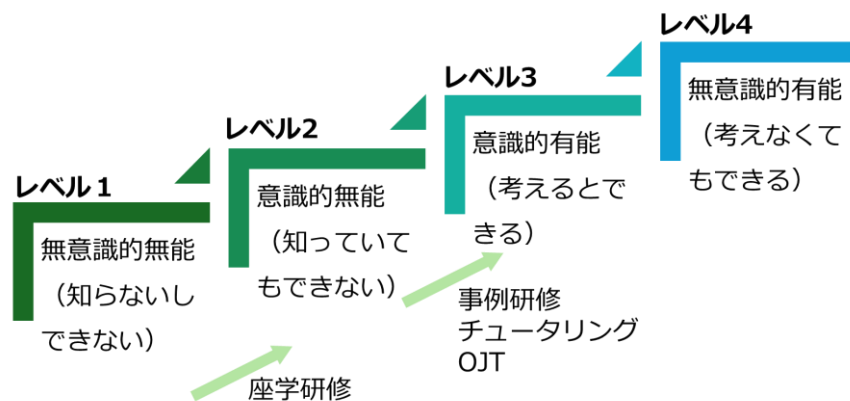 レベル1
無意識的無能
（知らないし
できない）
レベル2
意識的無能
（知っていて
もできない）
レベル3
意識的有能
（考えるとで
きる）
レベル4
無意識的有能
（考えなくて
もできる）
座学研修
事例研修
チュータリング
OJT